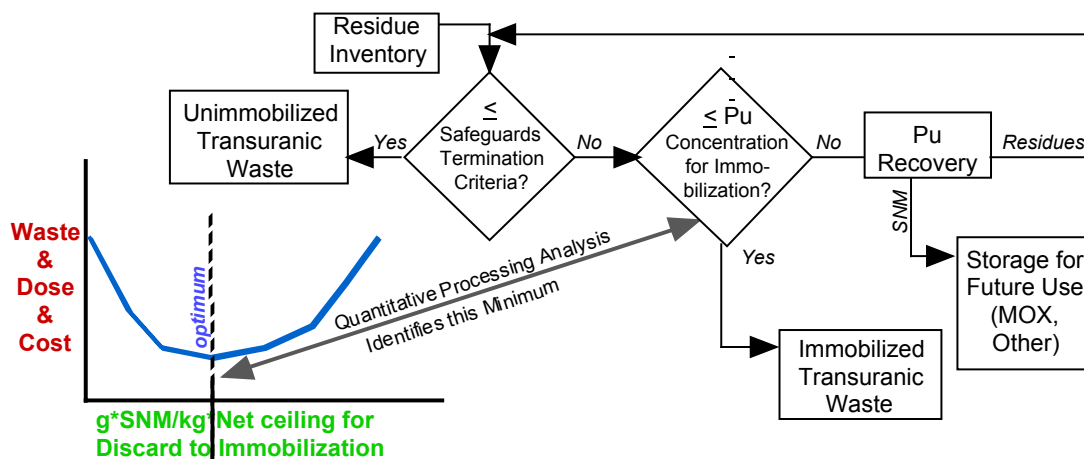 Residue
Inventory
Unimmobilized
Transuranic
Waste
Yes
≤
Safeguards
Termination
Criteria?
No
≤ Pu
Concentration
for Immo-
bilization?
No
Pu
Recovery
Residues
SNM
Yes
Storage for
Future Use
(MOX,
Other)
Immobilized
Transuranic
Waste
Waste
&
Dose
&
Cost
optimum
Quantitative Processing Analysis
Identifies this Minimum
g*SNM/kg*Net ceiling for
Discard to Immobilization